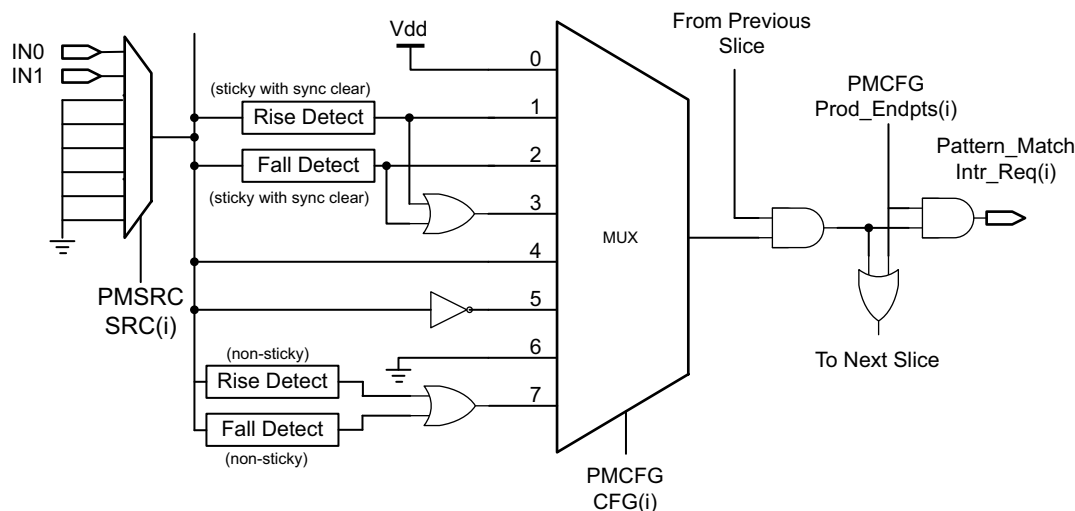 IN0
IN1
PMSRC
SRC(i)
(sticky with sync clear)
Rise Detect
Fall Detect
(sticky with sync clear)
(non-sticky)
Rise Detect
Fall Detect
(non-sticky)
Vdd
0
1
2
3
4
5
6
7
MUX
PMCFG
CFG(i)
From Previous
Slice
PMCFG
Prod_Endpts(i)
Pattern_Match
Intr_Req(i)
To Next Slice